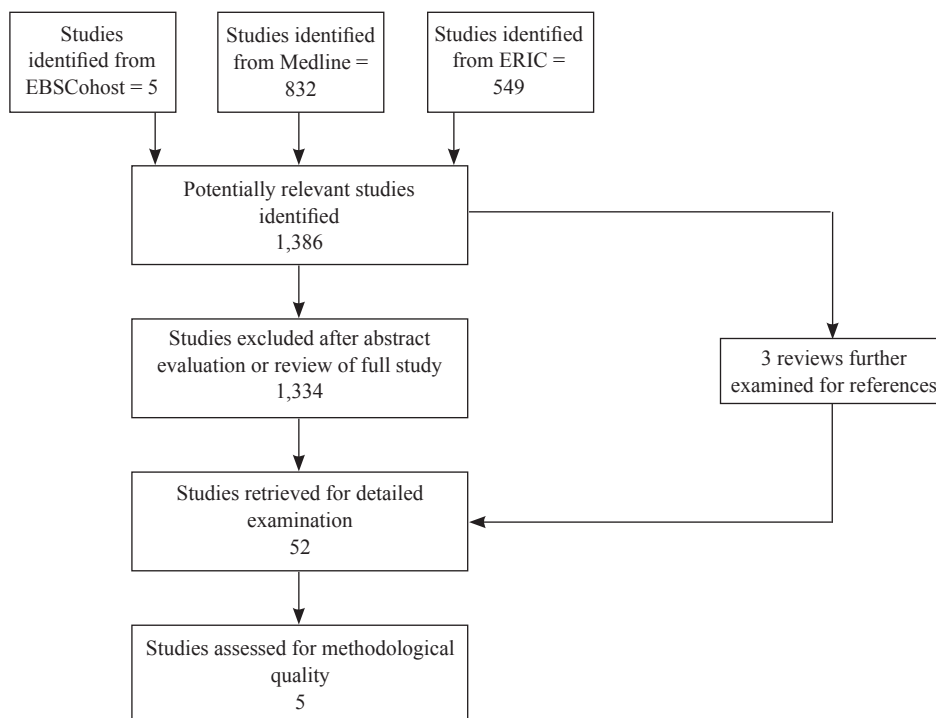 Studies
identified from
EBSCohost = 5
Studies identified
from Medline =
832
Studies identified
from ERIC =
549
Potentially relevant studies
identified
1,386
Studies excluded after abstract
evaluation or review of full study
1,334
3 reviews further
examined for references
Studies retrieved for detailed
examination
52
Studies assessed for methodological
quality
5